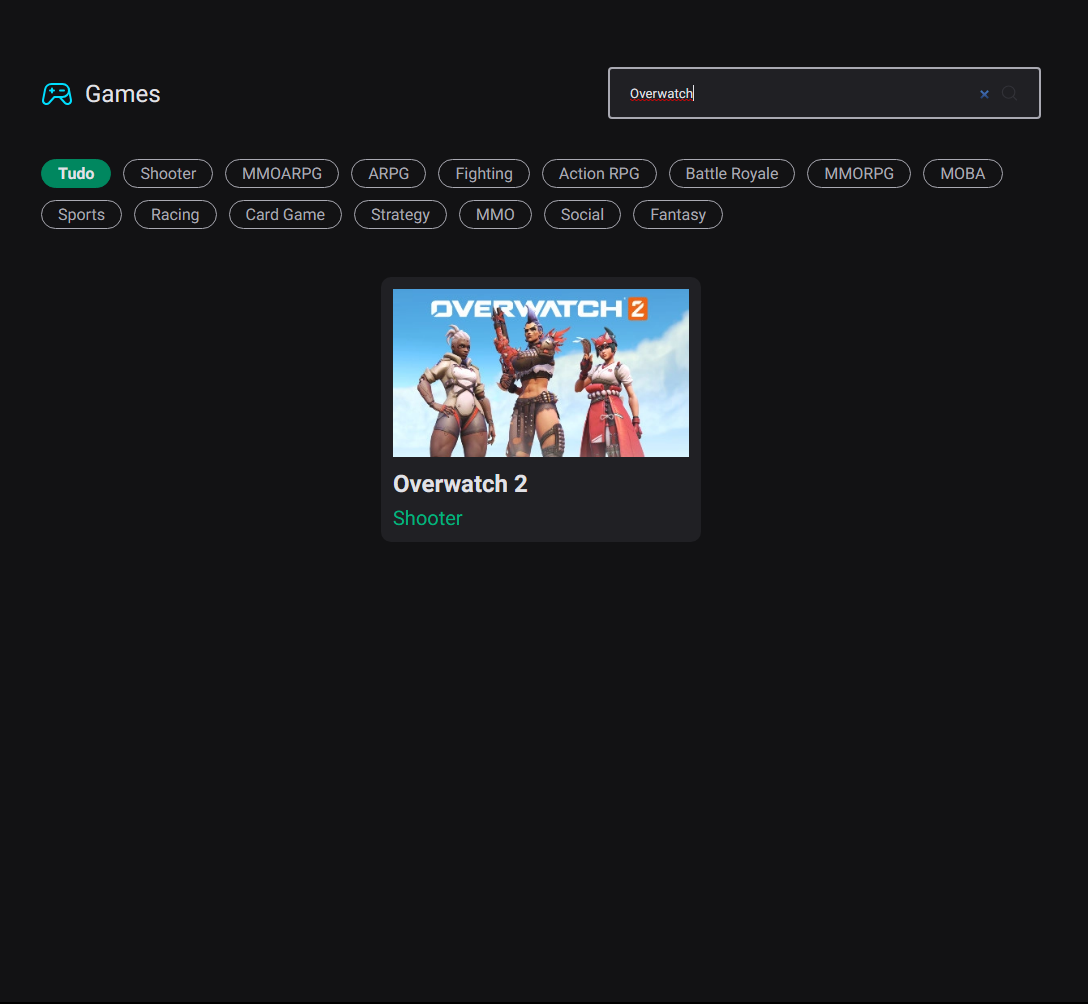 Games
Overwatch
Tudo Shooter MMOARPG ARPG Fighting Action RPG Battle Royale MMORPG MOBA
Sports Racing Card Game Strategy MMO Social Fantasy
OVERWATCH 2
Overwatch 2
Shooter